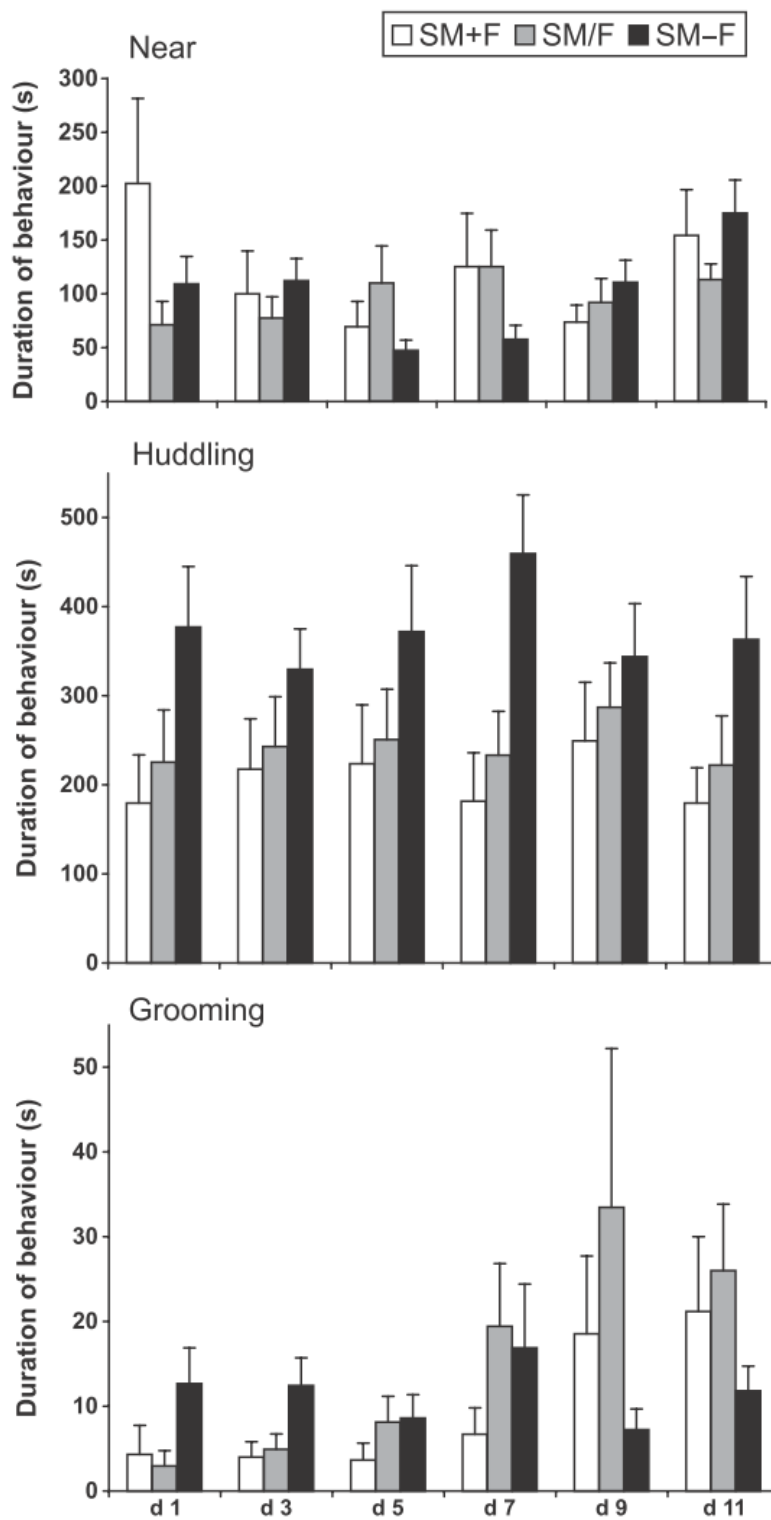 SM+F SM/F SM–F
Near
Duration of behaviour (s)
300
250
200
150
100
50
0
Huddling
Duration of behaviour (s)
500
400
300
200
100
0
Grooming
Duration of behaviour (s)
50
40
30
20
10
0
d 1 d 3 d 5 d 7 d 9 d 11